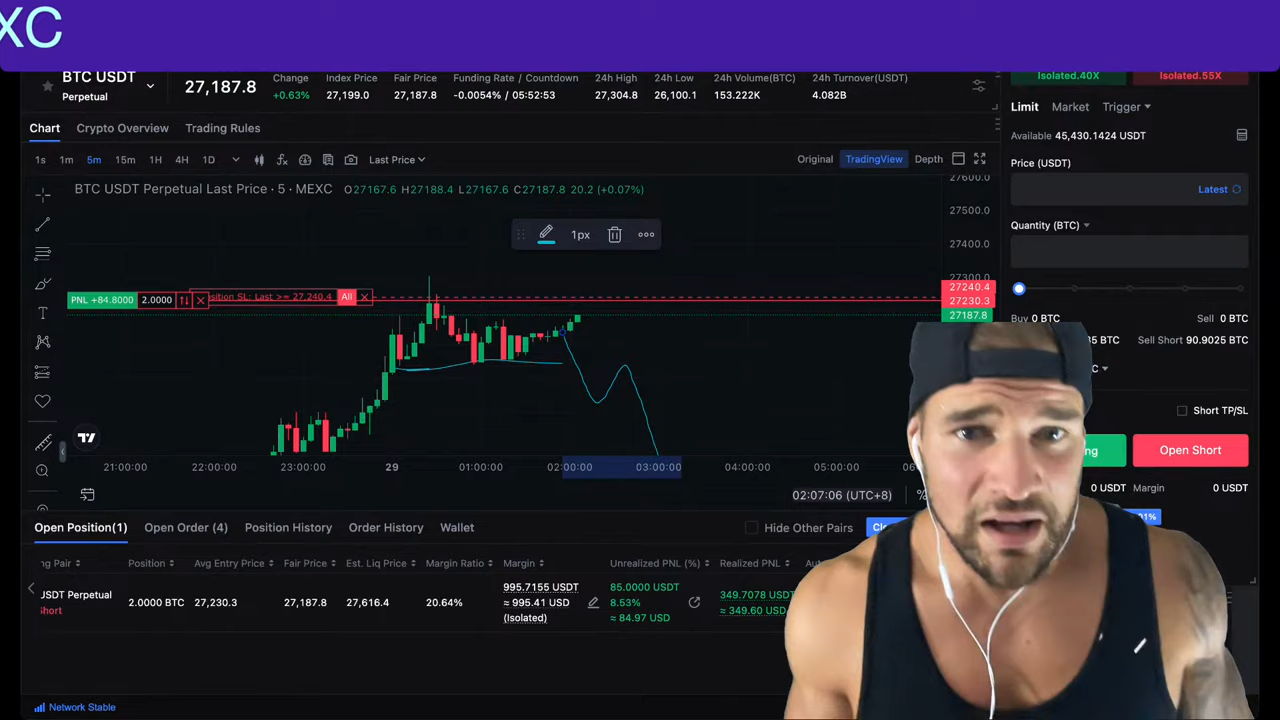 XC
BTC USDT
Perpetual
27,187.8
Change
+0.63%
Index Price
27,199.0
Fair Price
27,187.8
Funding Rate / Countdown
-0.0054% / 05:52:53
24h High
27,304.8
24h Low
26,100.1
24h Volume(BTC)
153.222K
24h Turnover(USDT)
4.082B
Isolated.40X
Isolated.55X
Chart
Crypto Overview
Trading Rules
Limit
Market
Trigger
Available 45,430.1424 USDT
1s
1m
5m
15m
1H
4H
1D
Last Price
Original
TradingView
Depth
Price (USDT)
Latest
BTC USDT Perpetual Last Price · 5 · MEXC
O27167.6 H27188.4 L27167.6 C27187.8 20.2 (+0.07%)
Quantity (BTC)
1px
27600.0
27500.0
27400.0
27300.0
27240.4
27230.3
27187.8
PNL +84.8000
2.0000
SL: Last >= 27,240.4
All
Buy 0 BTC
Sell 0 BTC
Sell Short 90.9025 BTC
Short TP/SL
Open Short
0 USDT
Margin
0 USDT
21:00:00
22:00:00
23:00:00
29
01:00:00
02:00:00
03:00:00
04:00:00
05:00:00
02:07:06 (UTC+8)
%
Open Position(1)
Open Order (4)
Position History
Order History
Wallet
Hide Other Pairs
Position
Avg Entry Price
Fair Price
Est. Liq Price
Margin Ratio
Margin
Unrealized PNL (%)
Realized PNL
Pair
USDT Perpetual
Short
2.0000 BTC
27,230.3
27,187.8
27,616.4
20.64%
995.7155 USDT
≈ 995.41 USD
(Isolated)
85.0000 USDT
8.53%
≈ 84.97 USD
349.7078 USDT
≈ 349.60 USD
Network Stable